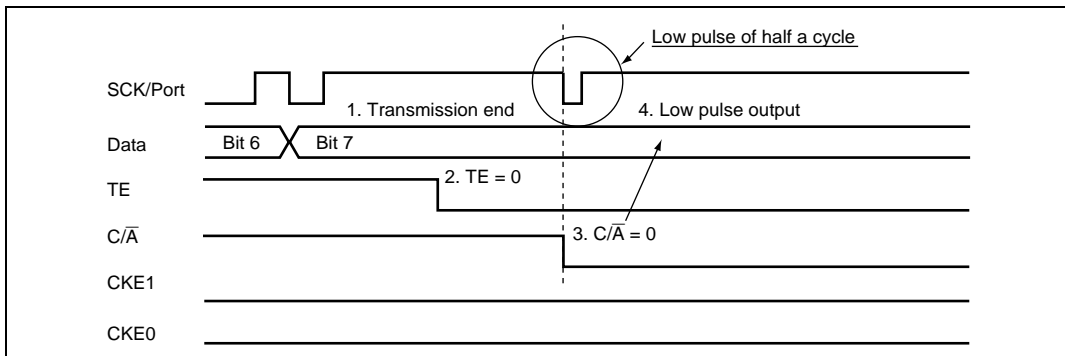 Low pulse of half a cycle
SCK/Port
1. Transmission end
4. Low pulse output
Data
Bit 6
Bit 7
TE
2. TE = 0
C/A̅
3. C/A̅ = 0
CKE1
CKE0